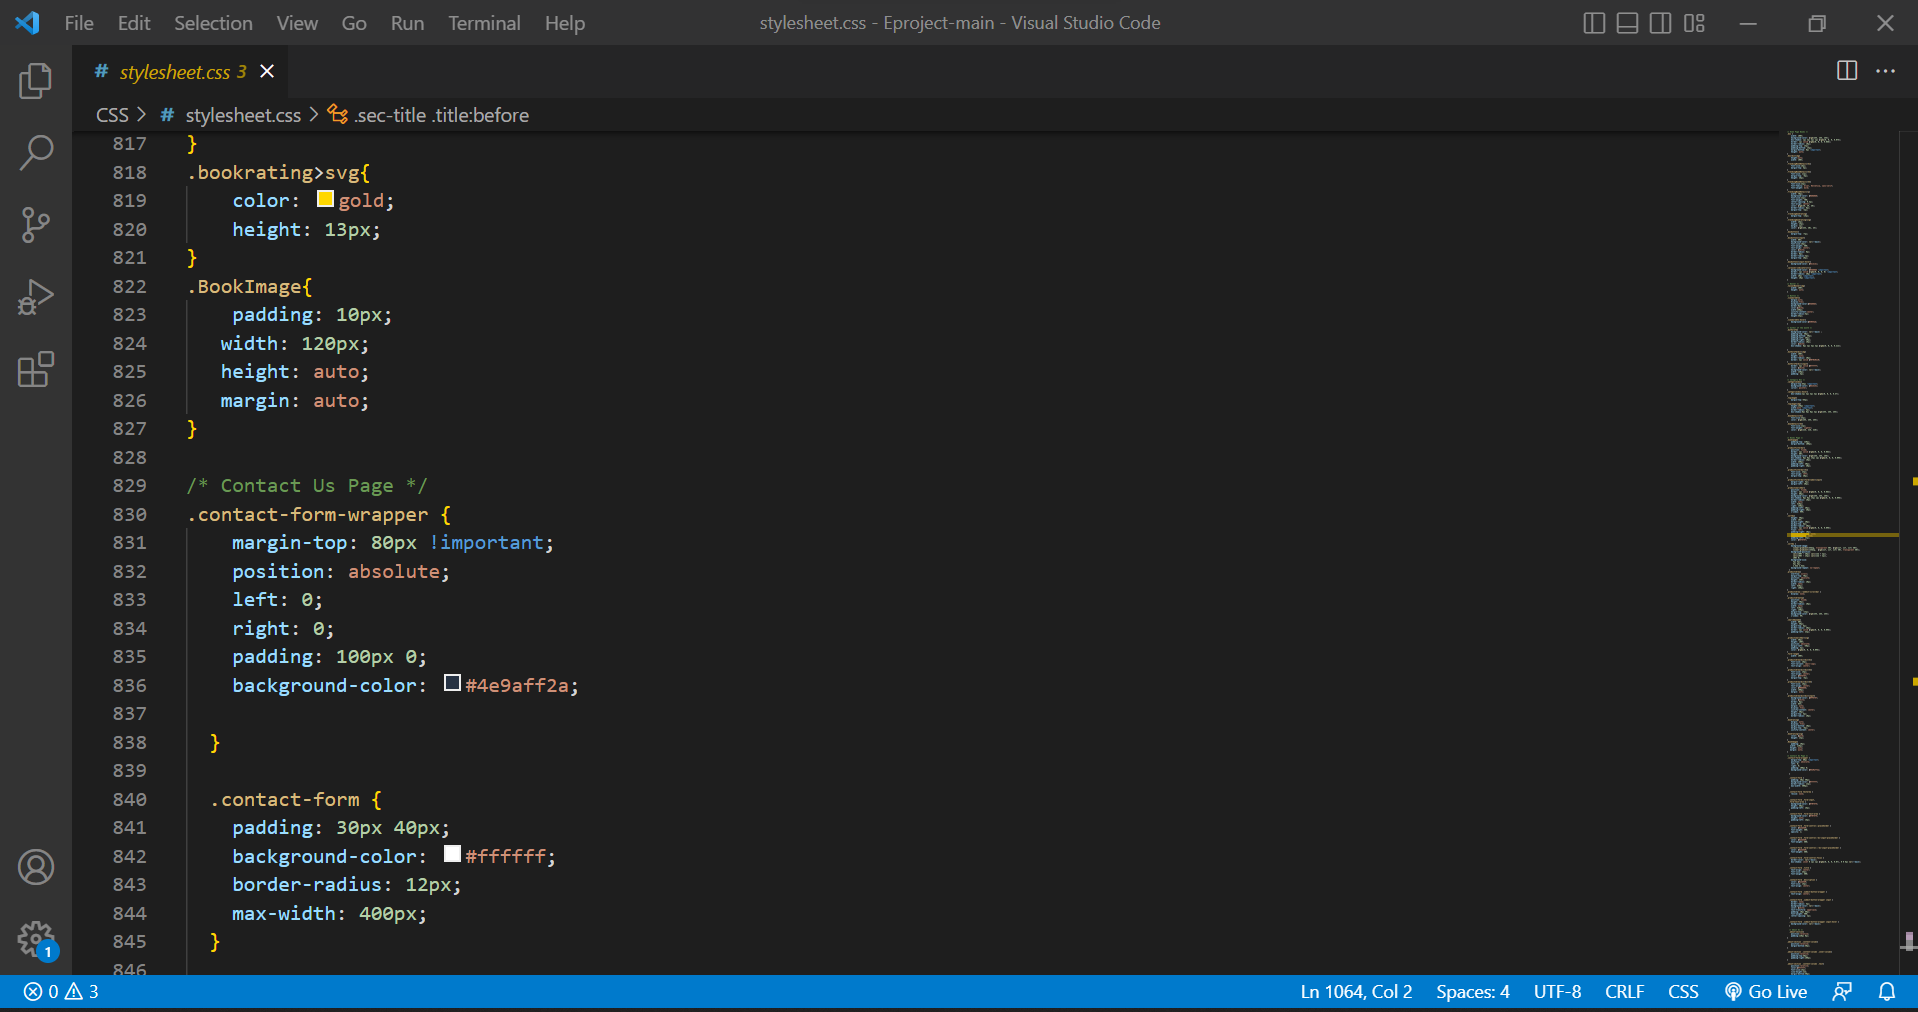 File Edit Selection View Go Run Terminal Help stylesheet.css - Eproject-main - Visual Studio Code
# stylesheet.css 3
CSS > # stylesheet.css > .sec-title .title:before
817 }
818 .bookrating>svg{
819 color: gold;
820 height: 13px;
821 }
822 .BookImage{
823 padding: 10px;
824 width: 120px;
825 height: auto;
826 margin: auto;
827 }
828
829 /* Contact Us Page */
830 .contact-form-wrapper {
831 margin-top: 80px !important;
832 position: absolute;
833 left: 0;
834 right: 0;
835 padding: 100px 0;
836 background-color: #4e9aff2a;
837
838 }
839
840 .contact-form {
841 padding: 30px 40px;
842 background-color: #ffffff;
843 border-radius: 12px;
844 max-width: 400px;
845 }
846
1
0 3 Ln 1064, Col 2 Spaces: 4 UTF-8 CRLF CSS Go Live